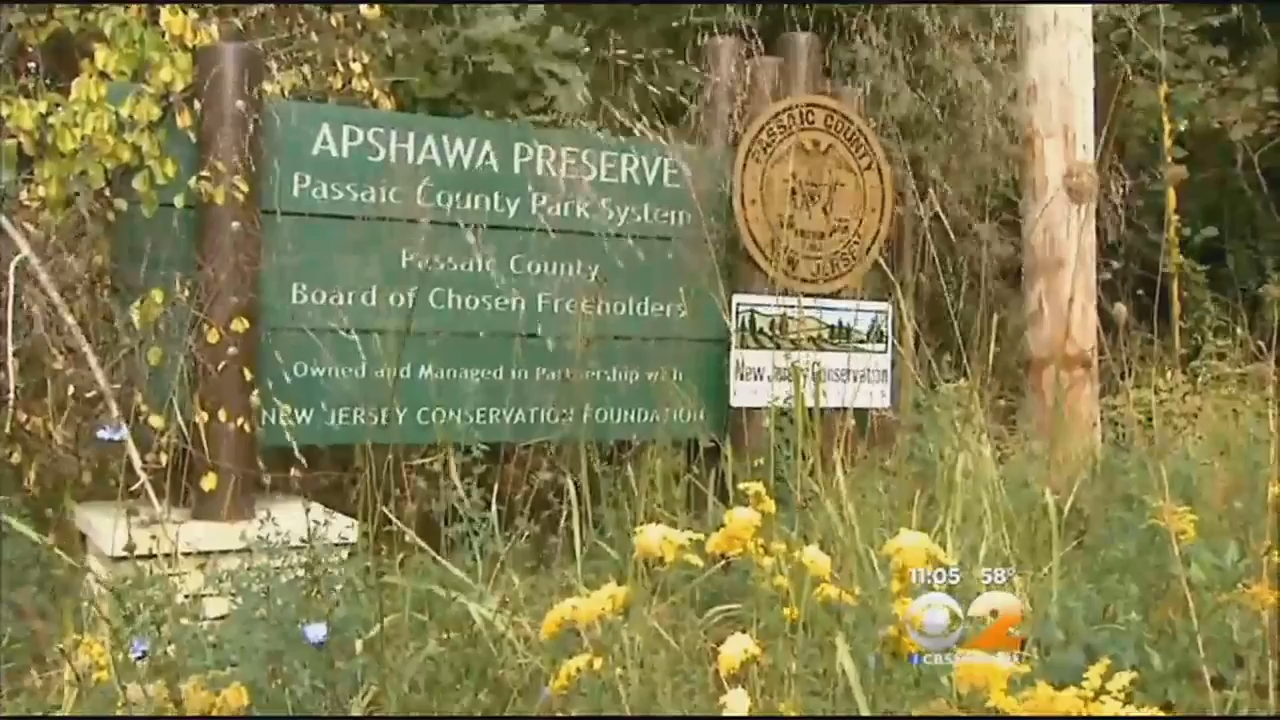 APSHAWA PRESERVE
Passaic County Park System
Passaic County
Board of Chosen Freeholders
Owned and Managed in Partnership with
NEW JERSEY CONSERVATION FOUNDATION
PASSAIC COUNTY
NEW JERSEY
New Jersey Conservation
11:05 58°
2